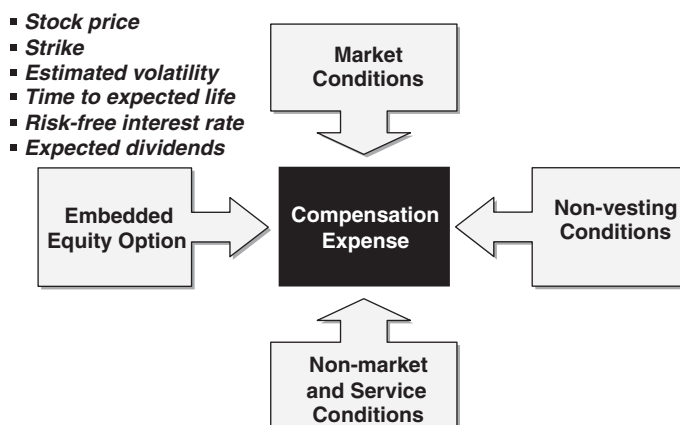 ▪ Stock price
▪ Strike
▪ Estimated volatility
▪ Time to expected life
▪ Risk-free interest rate
▪ Expected dividends
Market
Conditions
Embedded
Equity Option
Compensation
Expense
Non-vesting
Conditions
Non-market
and Service
Conditions